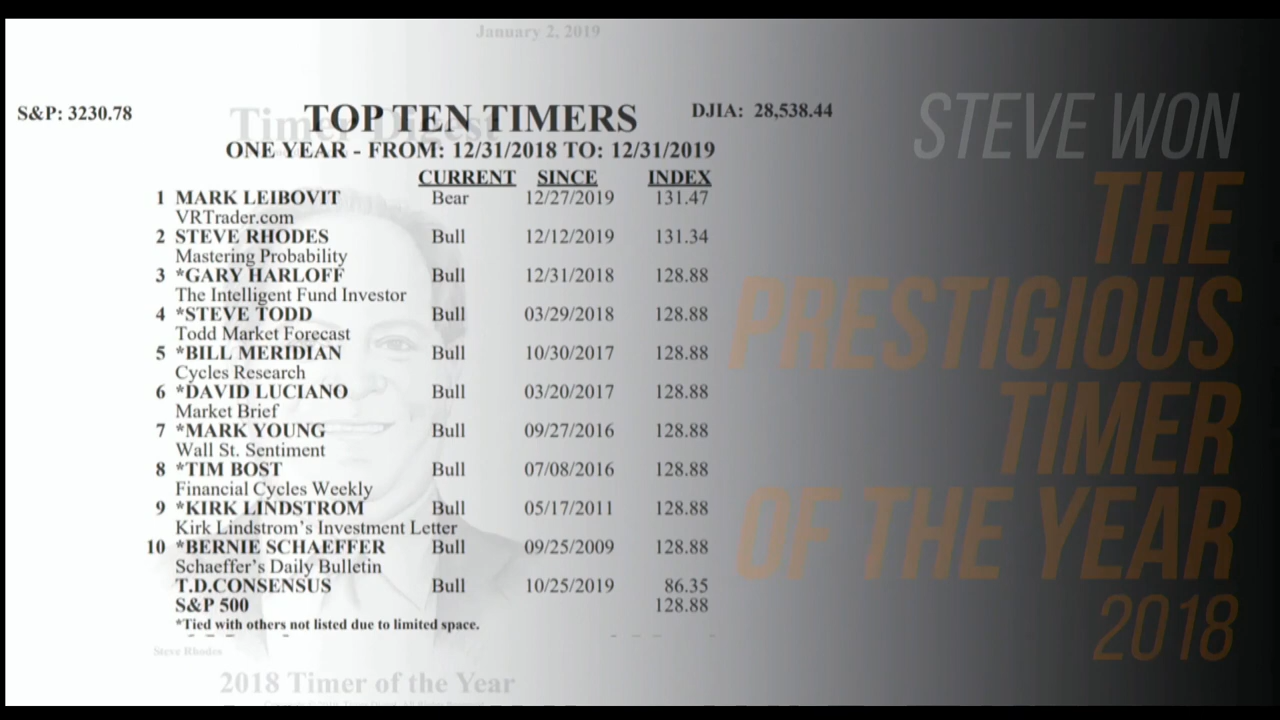 January 2, 2019
S&P: 3230.78
Timer Digest
TOP TEN TIMERS
DJIA: 28,538.44
ONE YEAR - FROM: 12/31/2018 TO: 12/31/2019
CURRENT SINCE INDEX
1 MARK LEIBOVIT Bear 12/27/2019 131.47
VRTrader.com
2 STEVE RHODES Bull 12/12/2019 131.34
Mastering Probability
3 *GARY HARLOFF Bull 12/31/2018 128.88
The Intelligent Fund Investor
4 *STEVE TODD Bull 03/29/2018 128.88
Todd Market Forecast
5 *BILL MERIDIAN Bull 10/30/2017 128.88
Cycles Research
6 *DAVID LUCIANO Bull 03/20/2017 128.88
Market Brief
7 *MARK YOUNG Bull 09/27/2016 128.88
Wall St. Sentiment
8 *TIM BOST Bull 07/08/2016 128.88
Financial Cycles Weekly
9 *KIRK LINDSTROM Bull 05/17/2011 128.88
Kirk Lindstrom's Investment Letter
10 *BERNIE SCHAEFFER Bull 09/25/2009 128.88
Schaeffer's Daily Bulletin
T.D.CONSENSUS Bull 10/25/2019 86.35
S&P 500 128.88
*Tied with others not listed due to limited space.
Steve Rhodes
2018 Timer of the Year
STEVE WON
THE
PRESTIGIOUS
TIMER
OF THE YEAR
2018